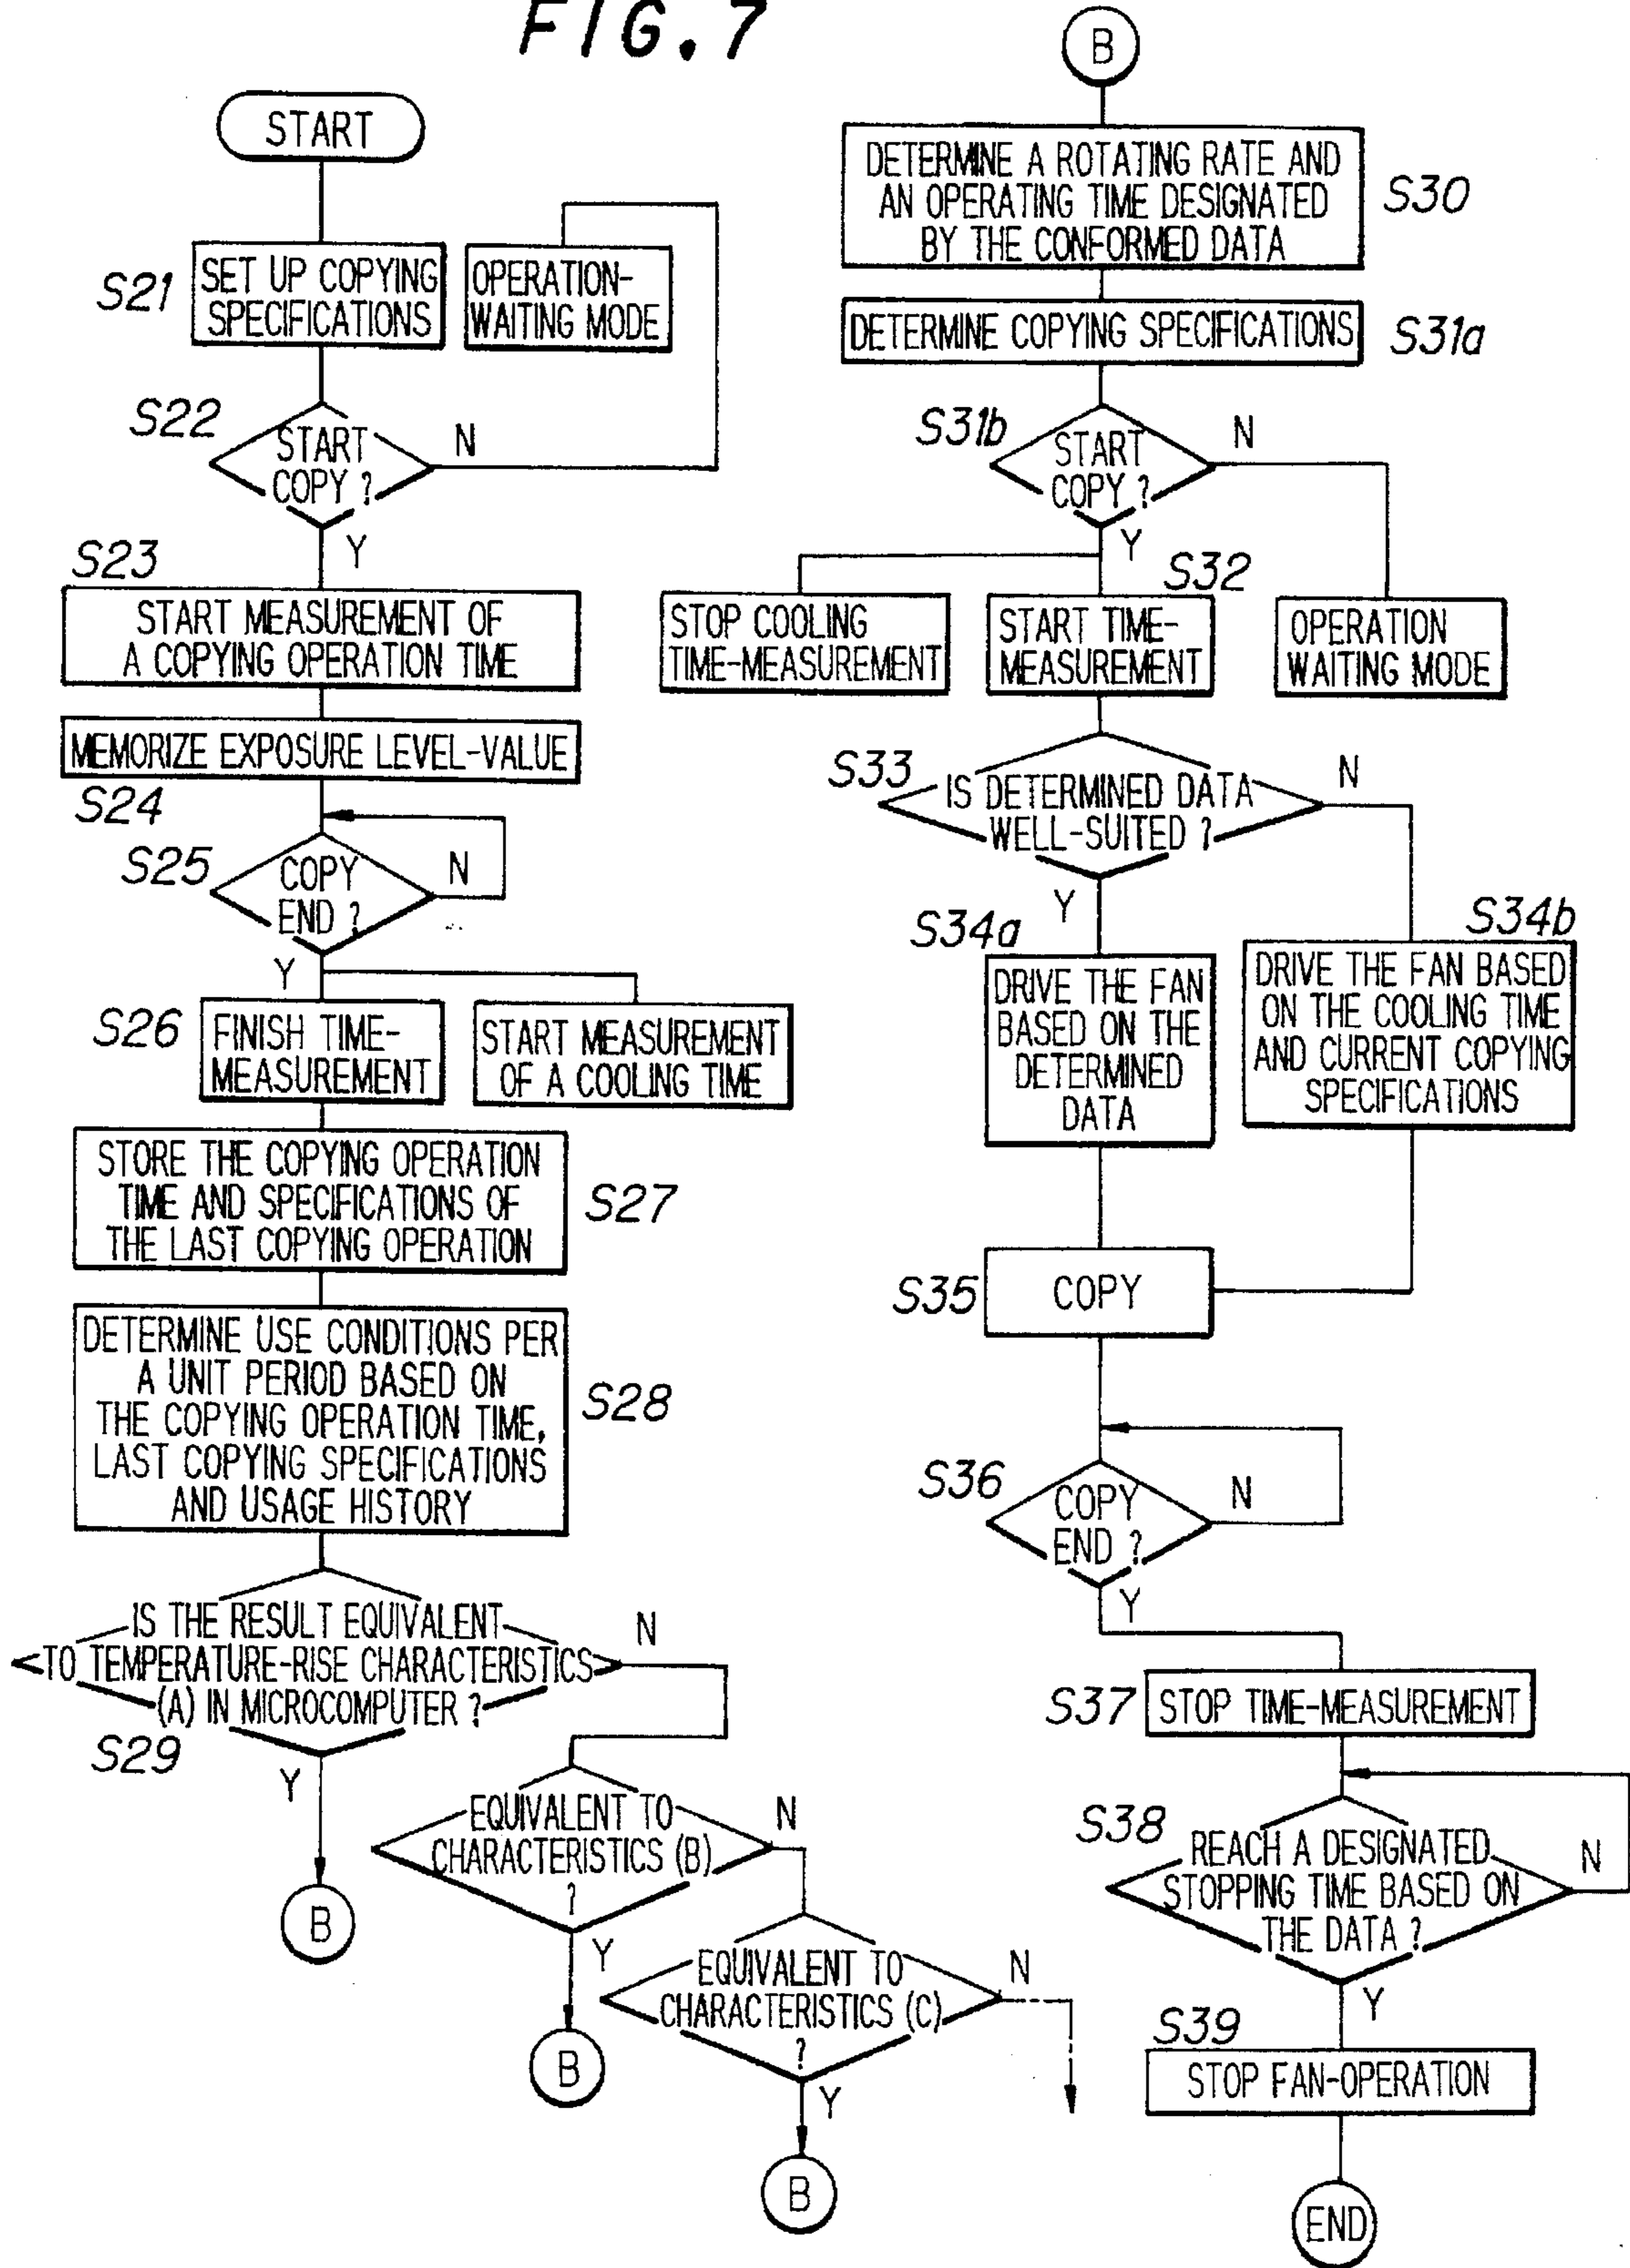 FIG. 7
START
S21
SET UP COPYING
SPECIFICATIONS
OPERATION-
WAITING MODE
S22
START
COPY ?
N
Y
S23
START MEASUREMENT OF
A COPYING OPERATION TIME
MEMORIZE EXPOSURE LEVEL-VALUE
S24
S25
COPY
END ?
N
Y
S26
FINISH TIME-
MEASUREMENT
START MEASUREMENT
OF A COOLING TIME
STORE THE COPYING OPERATION
TIME AND SPECIFICATIONS OF
THE LAST COPYING OPERATION
S27
DETERMINE USE CONDITIONS PER
A UNIT PERIOD BASED ON
THE COPYING OPERATION TIME,
LAST COPYING SPECIFICATIONS
AND USAGE HISTORY
S28
IS THE RESULT EQUIVALENT
TO TEMPERATURE-RISE CHARACTERISTICS
(A) IN MICROCOMPUTER ?
N
S29
Y
B
EQUIVALENT TO
CHARACTERISTICS (B)
?
N
Y
B
EQUIVALENT TO
CHARACTERISTICS (C)
?
N
Y
B
B
DETERMINE A ROTATING RATE AND
AN OPERATING TIME DESIGNATED
BY THE CONFORMED DATA
S30
DETERMINE COPYING SPECIFICATIONS
S31a
S31b
START
COPY ?
N
Y
STOP COOLING
TIME-MEASUREMENT
S32
START TIME-
MEASUREMENT
OPERATION
WAITING MODE
S33
IS DETERMINED DATA
WELL-SUITED ?
N
Y
S34a
DRIVE THE FAN
BASED ON THE
DETERMINED
DATA
S34b
DRIVE THE FAN BASED
ON THE COOLING TIME
AND CURRENT COPYING
SPECIFICATIONS
S35
COPY
S36
COPY
END ?
N
Y
S37
STOP TIME-MEASUREMENT
S38
REACH A DESIGNATED
STOPPING TIME BASED ON
THE DATA ?
N
Y
S39
STOP FAN-OPERATION
END